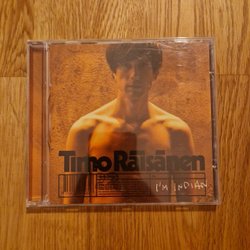 Timo Räisänen
I'M INDIAN